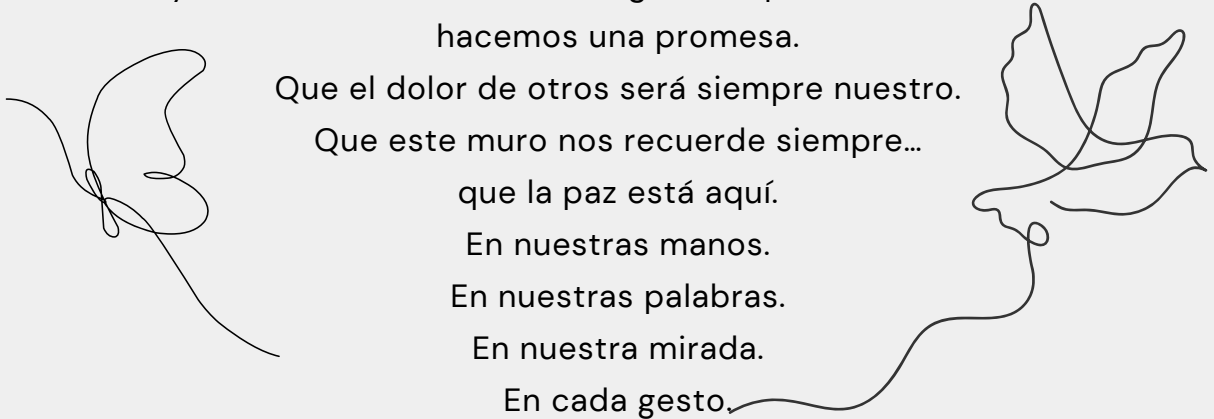 hacemos una promesa.
Que el dolor de otros será siempre nuestro.
Que este muro nos recuerde siempre…
que la paz está aquí.
En nuestras manos.
En nuestras palabras.
En nuestra mirada.
En cada gesto.